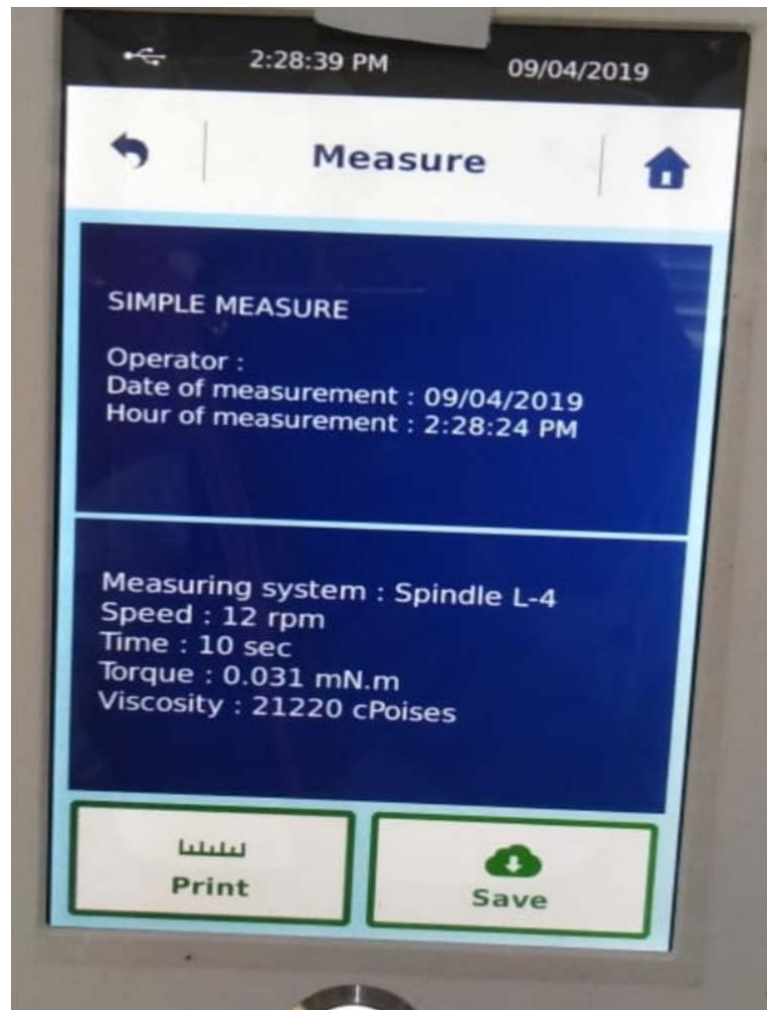 2:28:39 PM 09/04/2019
Measure
SIMPLE MEASURE
Operator :
Date of measurement : 09/04/2019
Hour of measurement : 2:28:24 PM
Measuring system : Spindle L-4
Speed : 12 rpm
Time : 10 sec
Torque : 0.031 mN.m
Viscosity : 21220 cPoises
Print Save